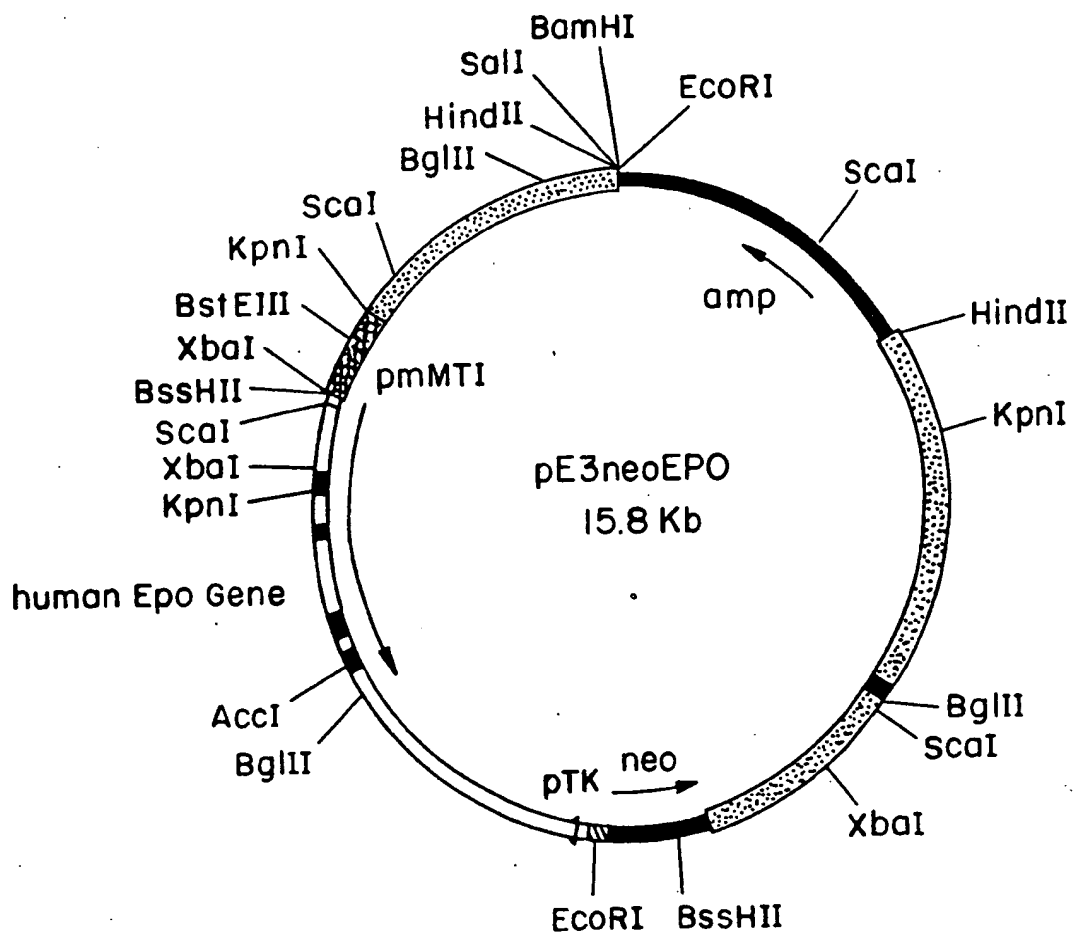 BamHI
SalI
EcoRI
HindII
BglII
ScaI
ScaI
KpnI
amp
BstEIII
HindII
XbaI
pmMTI
BssHII
KpnI
ScaI
XbaI
pE3neoEPO
KpnI
15.8 Kb
human Epo Gene
AccI
BglII
BglII
ScaI
pTK
neo
XbaI
EcoRI
BssHII